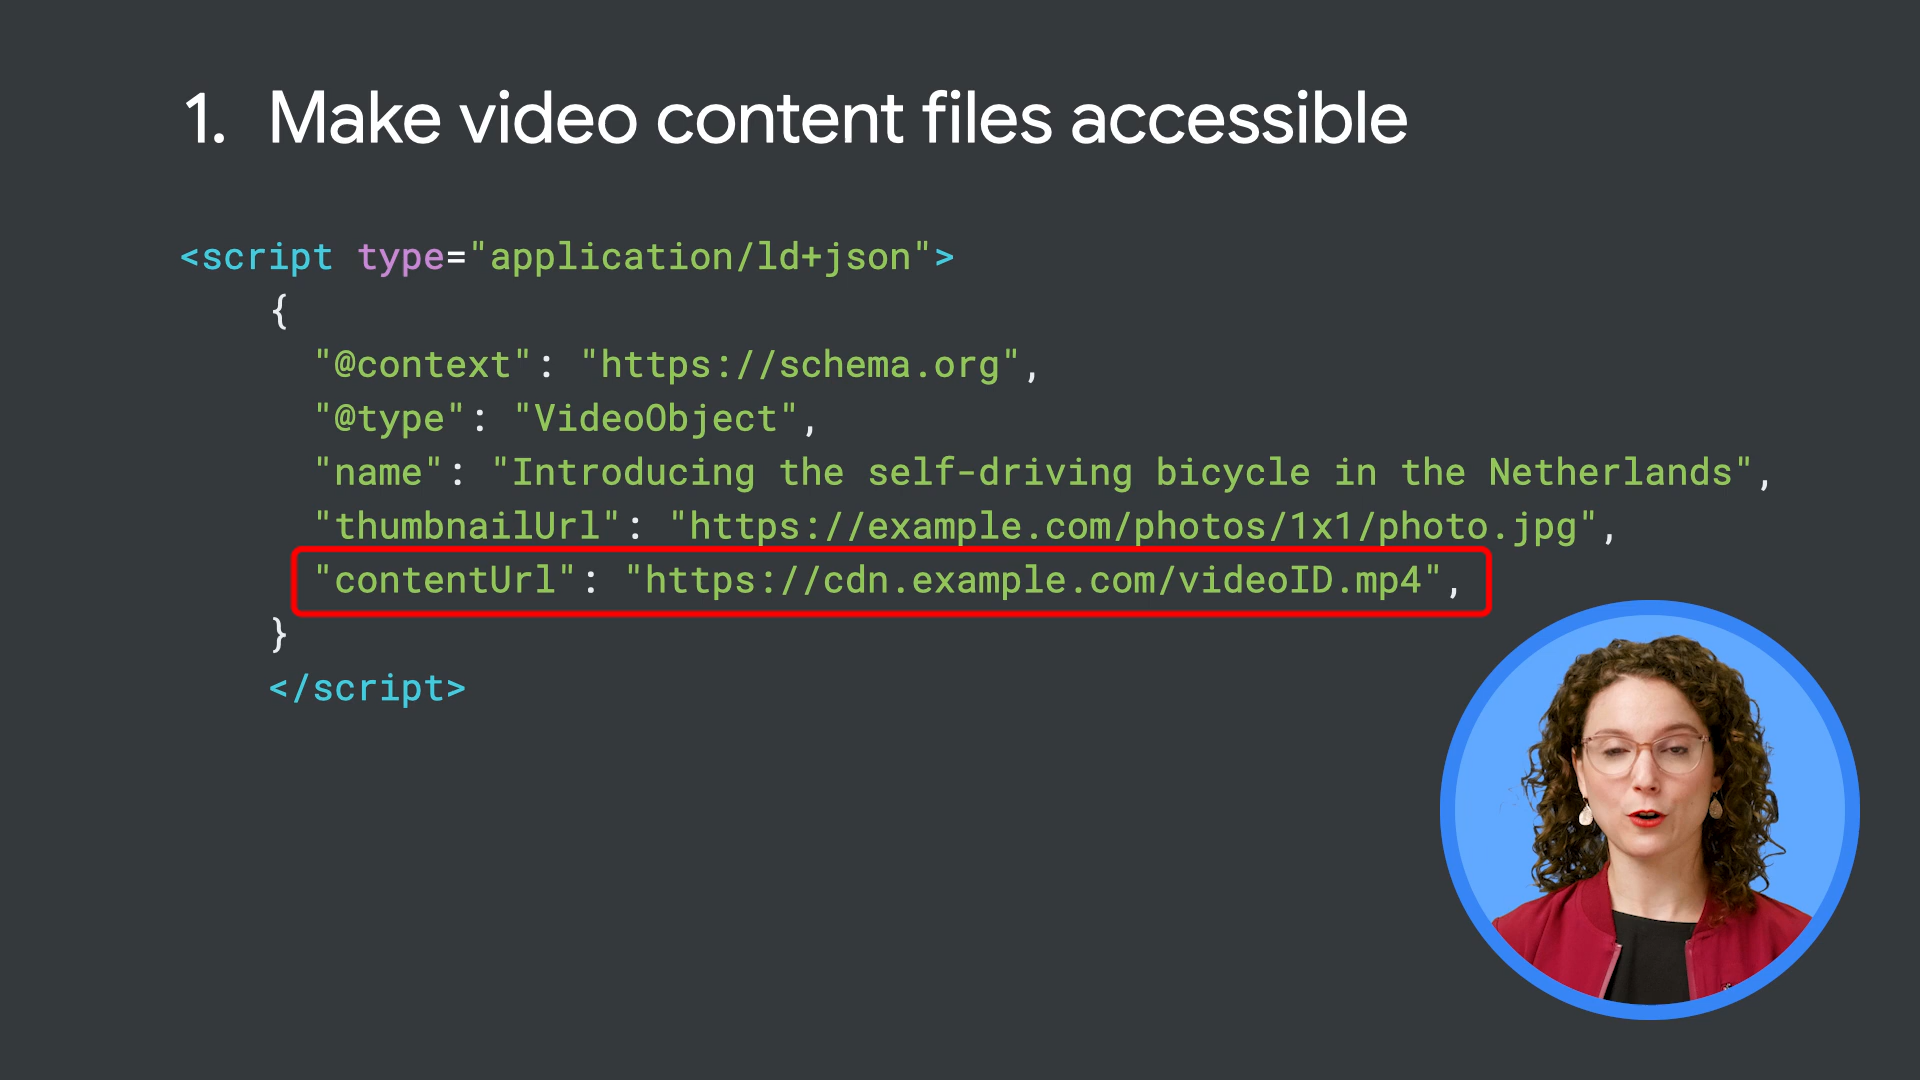 1. Make video content files accessible
<script type="application/ld+json">
{
"@context": "https://schema.org",
"@type": "VideoObject",
"name": "Introducing the self-driving bicycle in the Netherlands",
"thumbnailUrl": "https://example.com/photos/1x1/photo.jpg",
"contentUrl": "https://cdn.example.com/videoID.mp4",
}
</script>